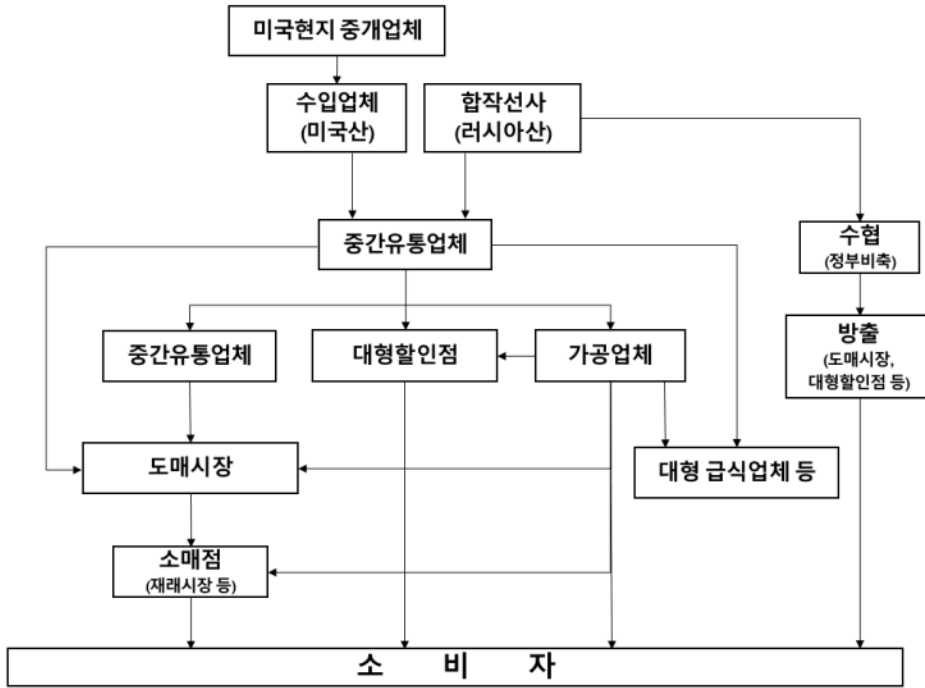 미국현지 중개업체
수입업체
(미국산)
합작선사
(러시아산)
중간유통업체
수협
(정부비축)
중간유통업체
대형할인점
가공업체
방출
(도매시장,
대형할인점 등)
도매시장
대형 급식업체 등
소매점
(재래시장 등)
소 비 자